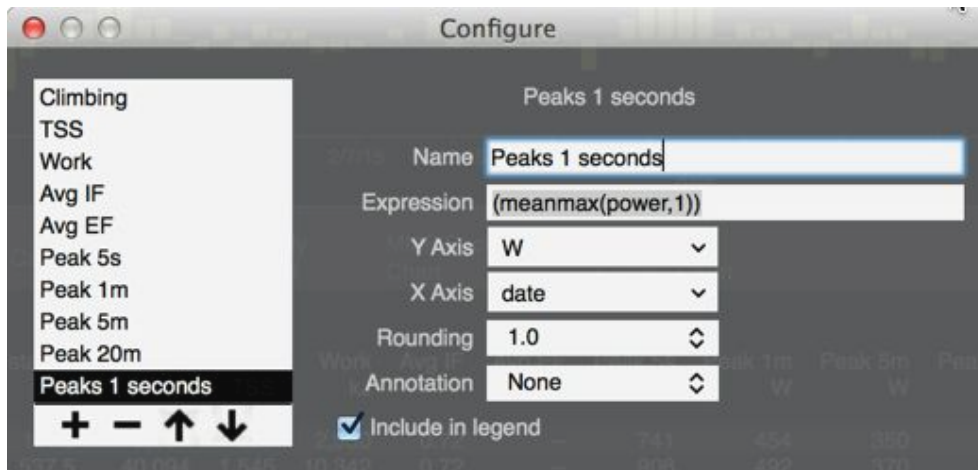 Configure
Climbing
TSS
Work
Avg IF
Avg EF
Peak 5s
Peak 1m
Peak 5m
Peak 20m
Peaks 1 seconds
Peaks 1 seconds
Name Peaks 1 seconds
Expression (meanmax(power,1))
Y Axis W
X Axis date
Rounding 1.0
Annotation None
Include in legend